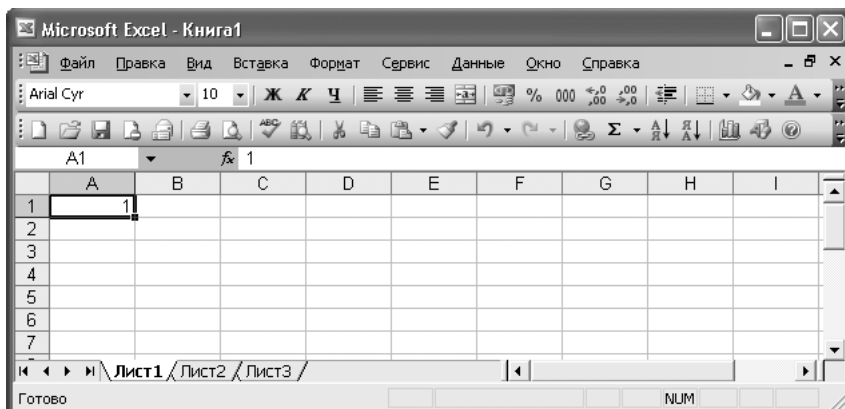 Microsoft Excel - Книга1
Файл Правка Вид Вставка Формат Сервис Данные Окно Справка
Arial Cyr 10 Ж К Ч % 000
A1 fx 1
A B C D E F G H I
1 1
2
3
4
5
6
7
Лист1 Лист2 Лист3
Готово NUM